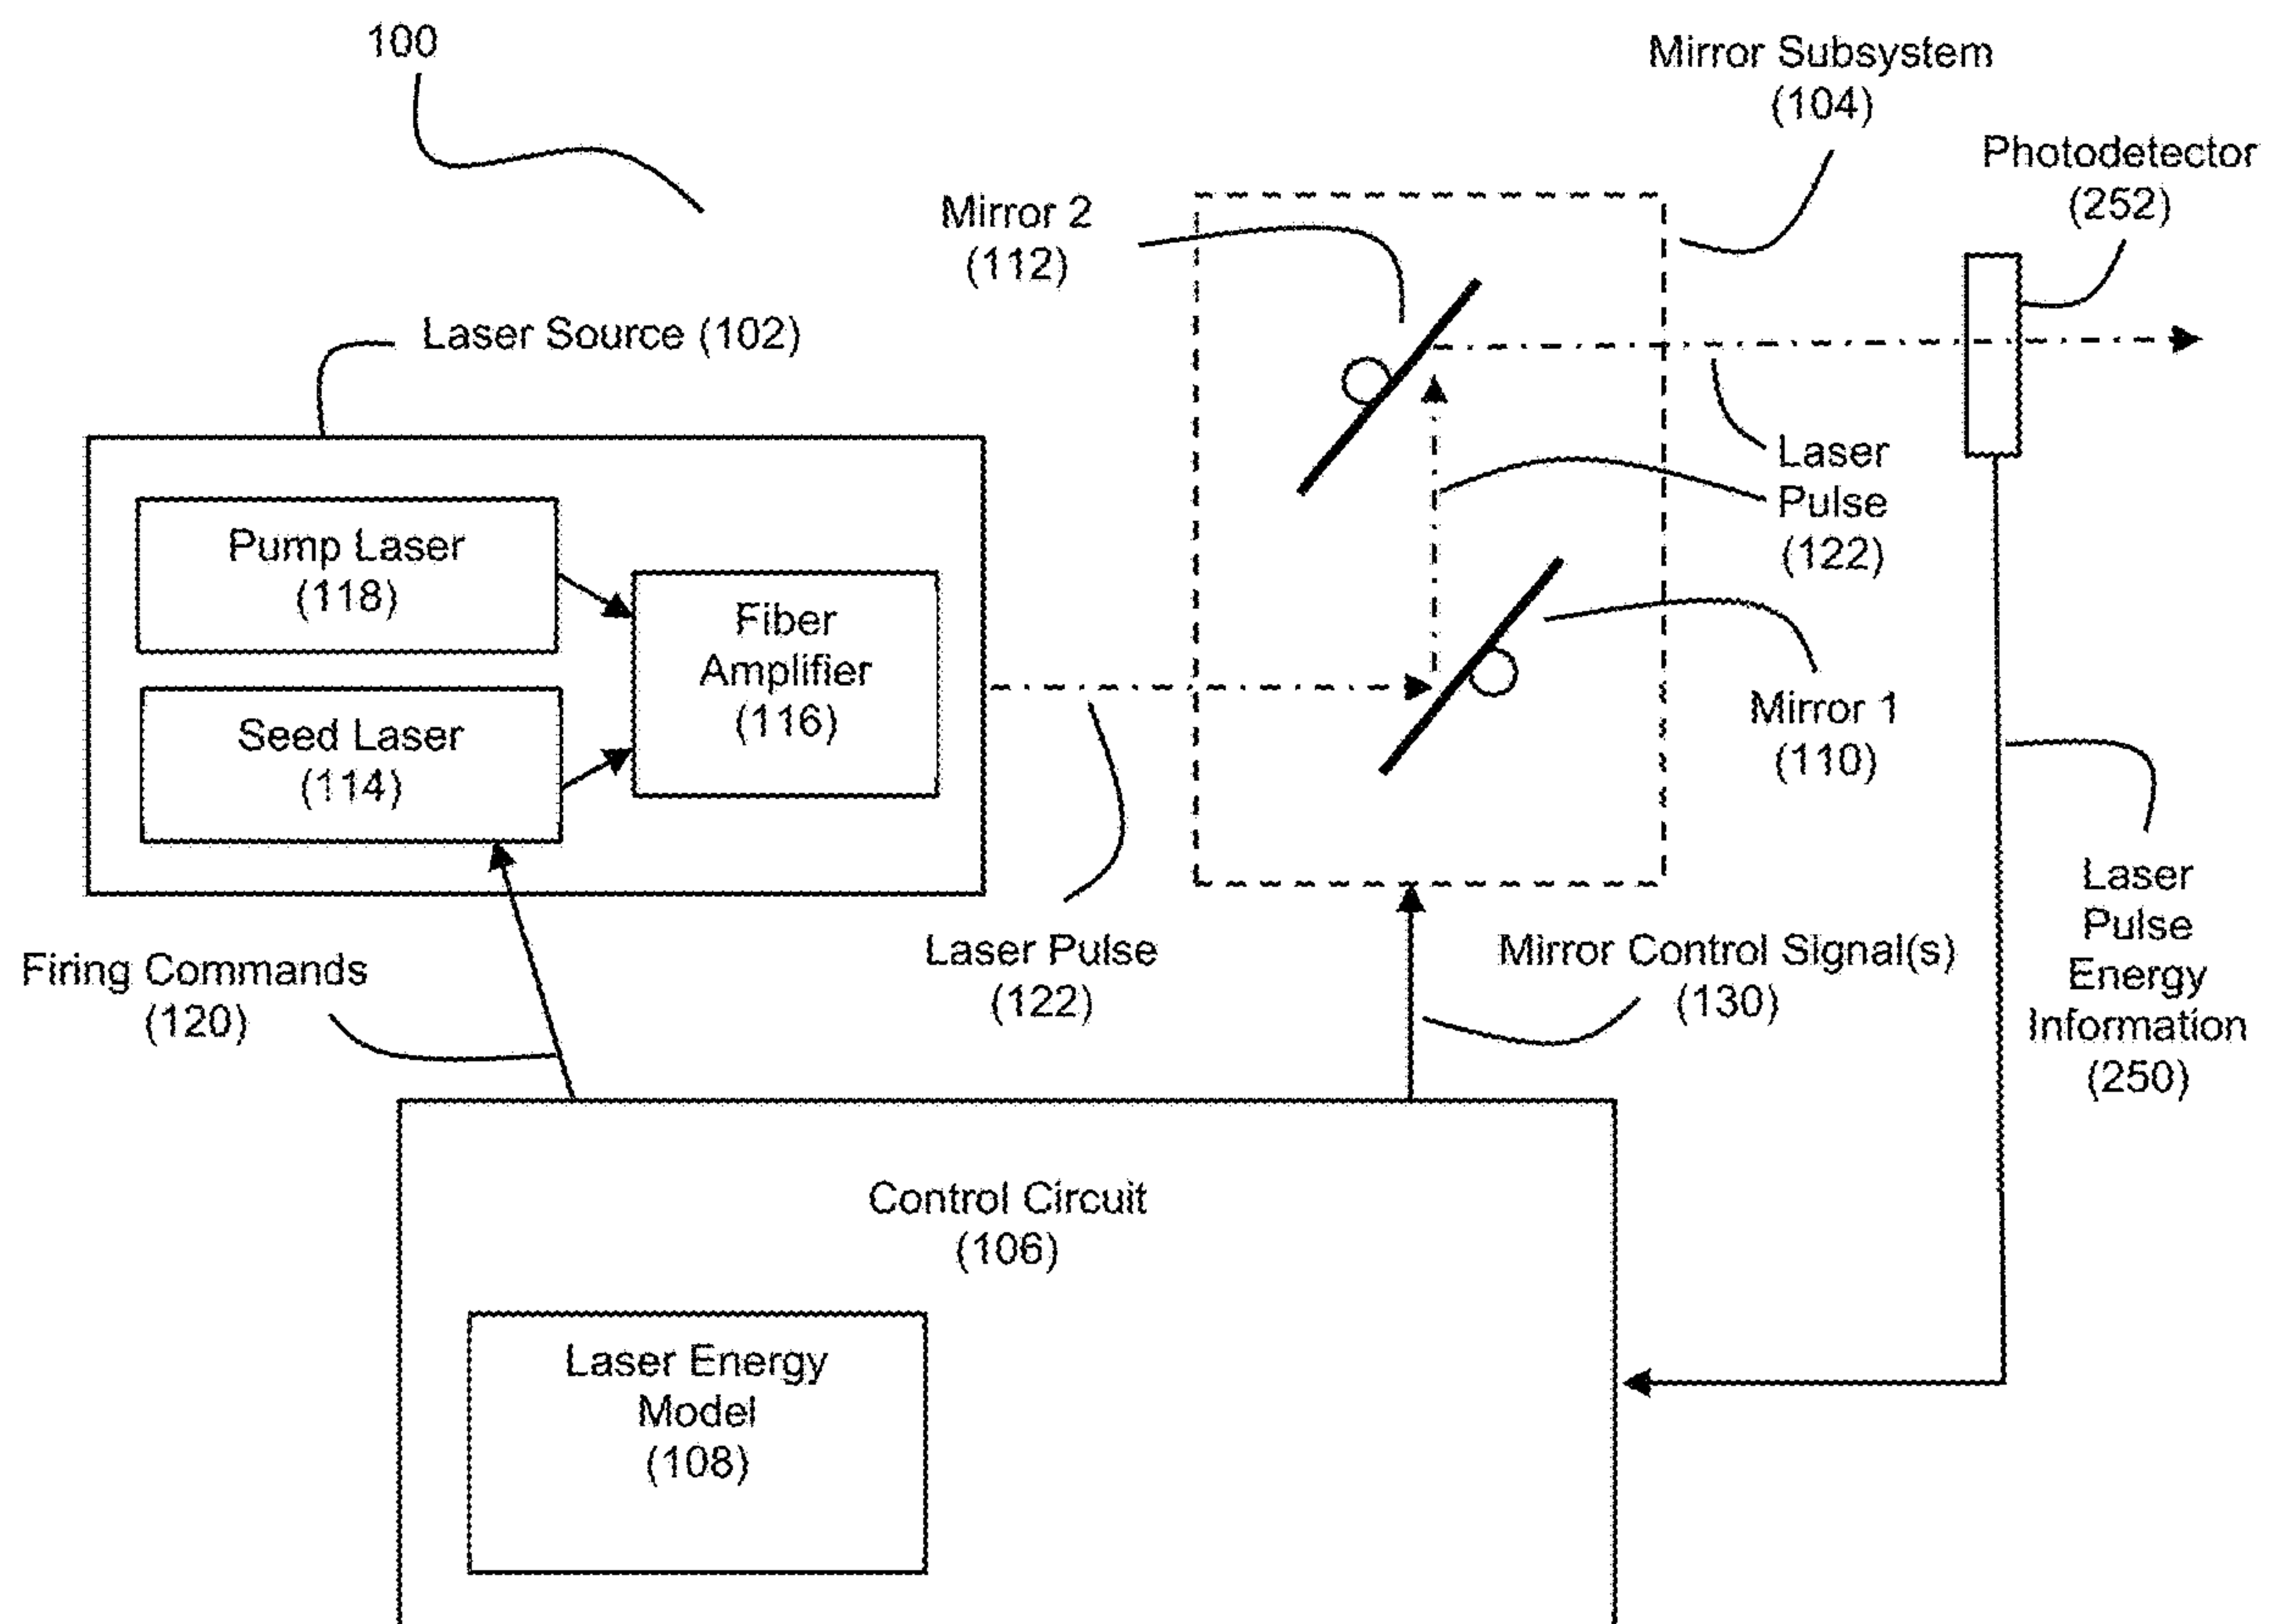 100
Mirror Subsystem
(104)
Photodetector
(252)
Mirror 2
(112)
Laser Source (102)
Laser
Pulse
(122)
Pump Laser
(118)
Fiber
Amplifier
(116)
Seed Laser
(114)
Mirror 1
(110)
Laser
Pulse
Energy
Information
(250)
Firing Commands
(120)
Laser Pulse
(122)
Mirror Control Signal(s)
(130)
Control Circuit
(106)
Laser Energy
Model
(108)